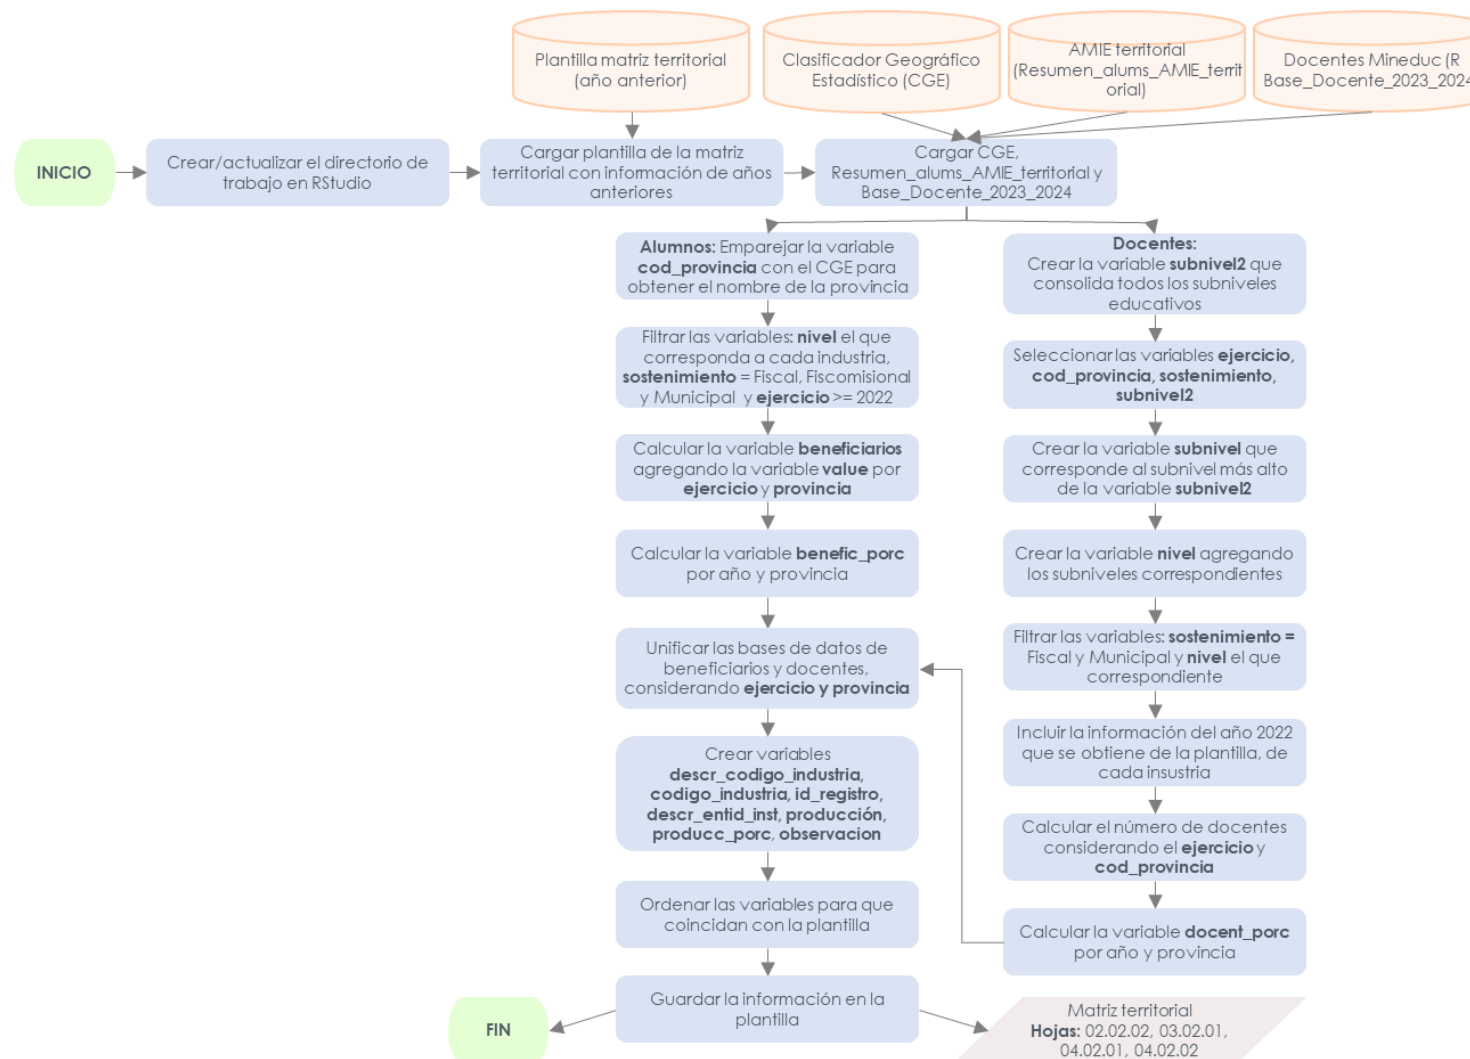 Plantilla matriz territorial
(año anterior)
Clasificador Geográfico
Estadístico (CGE)
AMIE territorial
(Resumen_alums_AMIE_territ
orial)
Docentes Mineduc (R
Base_Docente_2023_2024
INICIO
Crear/actualizar el directorio de
trabajo en RStudio
Cargar plantilla de la matriz
territorial con información de años
anteriores
Cargar CGE,
Resumen_alums_AMIE_territorial y
Base_Docente_2023_2024
Alumnos: Emparejar la variable
cod_provincia con el CGE para
obtener el nombre de la provincia
Filtrar las variables: nivel el que
corresponda a cada industria,
sostenimiento = Fiscal, Fiscomisional
y Municipal y ejercicio >= 2022
Calcular la variable beneficiarios
agregando la variable value por
ejercicio y provincia
Calcular la variable benefic_porc
por año y provincia
Unificar las bases de datos de
beneficiarios y docentes,
considerando ejercicio y provincia
Crear variables
descr_codigo_industria,
codigo_industria, id_registro,
descr_entid_inst, producción,
producc_porc, observacion
Ordenar las variables para que
coincidan con la plantilla
Guardar la información en la
plantilla
Docentes:
Crear la variable subnivel2 que
consolida todos los subniveles
educativos
Seleccionar las variables ejercicio,
cod_provincia, sostenimiento,
subnivel2
Crear la variable subnivel que
corresponde al subnivel más alto
de la variable subnivel2
Crear la variable nivel agregando
los subniveles correspondientes
Filtrar las variables: sostenimiento =
Fiscal y Municipal y nivel el que
correspondiente
Incluir la información del año 2022
que se obtiene de la plantilla, de
cada insustria
Calcular el número de docentes
considerando el ejercicio y
cod_provincia
Calcular la variable docent_porc
por año y provincia
FIN
Matriz territorial
Hojas: 02.02.02, 03.02.01,
04.02.01, 04.02.02